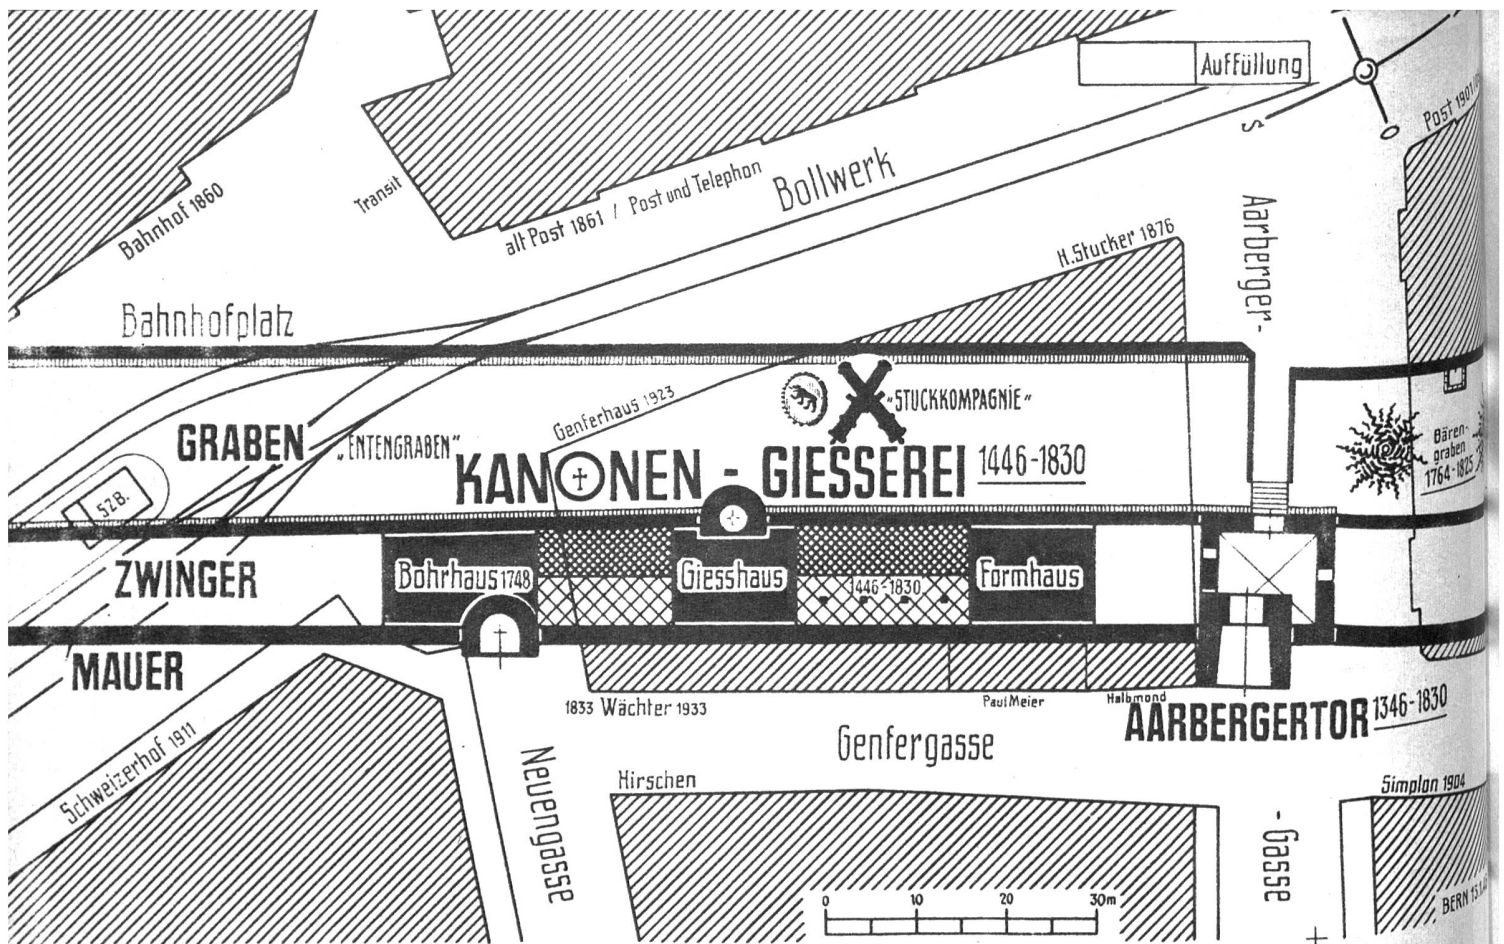 Auffüllung
Post 1901/
S
Bahnhof 1860
Transit
alt Post 1861 / Post und Telephon
Bollwerk
H. Stucker 1876
Aarberger-
Bahnhofplatz
Genferhaus 1923
"STUCKKOMPAGNIE"
GRABEN
„ENTENGRABEN“
KANONEN - GIESSEREI 1446-1830
Bären-
graben
1764-1825
SZB.
ZWINGER
Bohrhaus 1748
Giesshaus
1446-1830
Formhaus
MAUER
1833 Wächter 1933
Paul Meier
Halbmond
AARBERGERTOR 1346-1830
Schweizerhof 1911
Neuengasse
Genfergasse
Hirschen
Simplon 1904
-Gasse
0 10 20 30m
BERN